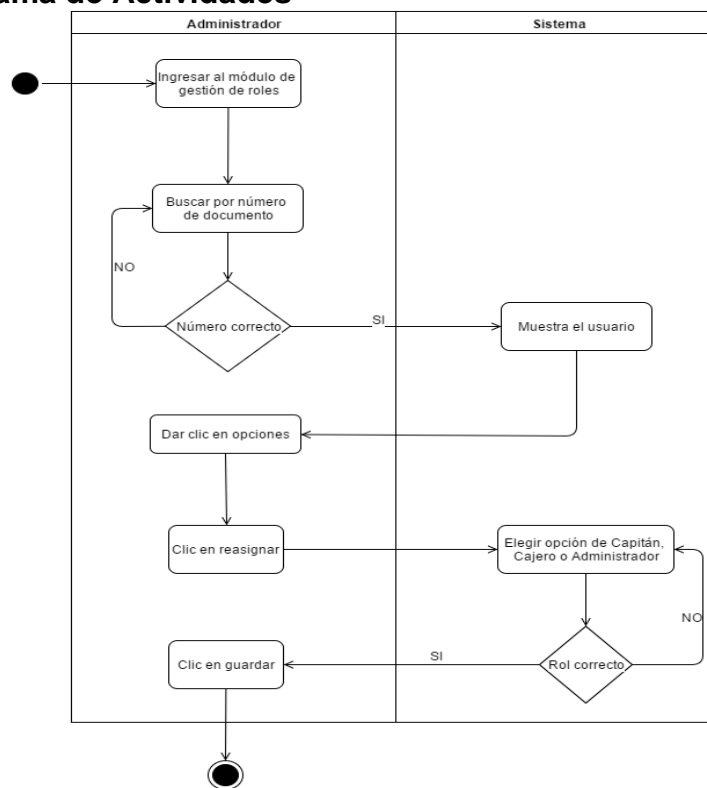 Actividados
Administrador
Sistema
Ingresar al módulo de
gestión de roles
Buscar por número
de documento
NO
Número correcto
SI
Muestra el usuario
Dar clic en opciones
Clic en reasignar
Elegir opción de Capitán,
Cajero o Administrador
NO
Rol correcto
SI
Clic en guardar